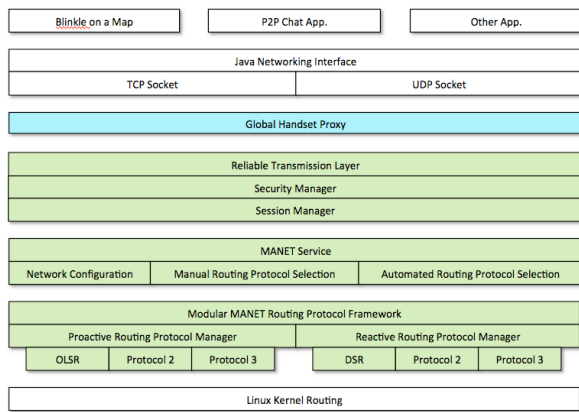 Blinkle on a Map
P2P Chat App.
Other App.
Java Networking Interface
TCP Socket
UDP Socket
Global Handset Proxy
Reliable Transmission Layer
Security Manager
Session Manager
MANET Service
Network Configuration
Manual Routing Protocol Selection
Automated Routing Protocol Selection
Modular MANET Routing Protocol Framework
Proactive Routing Protocol Manager
Reactive Routing Protocol Manager
OLSR
Protocol 2
Protocol 3
DSR
Protocol 2
Protocol 3
Linux Kernel Routing